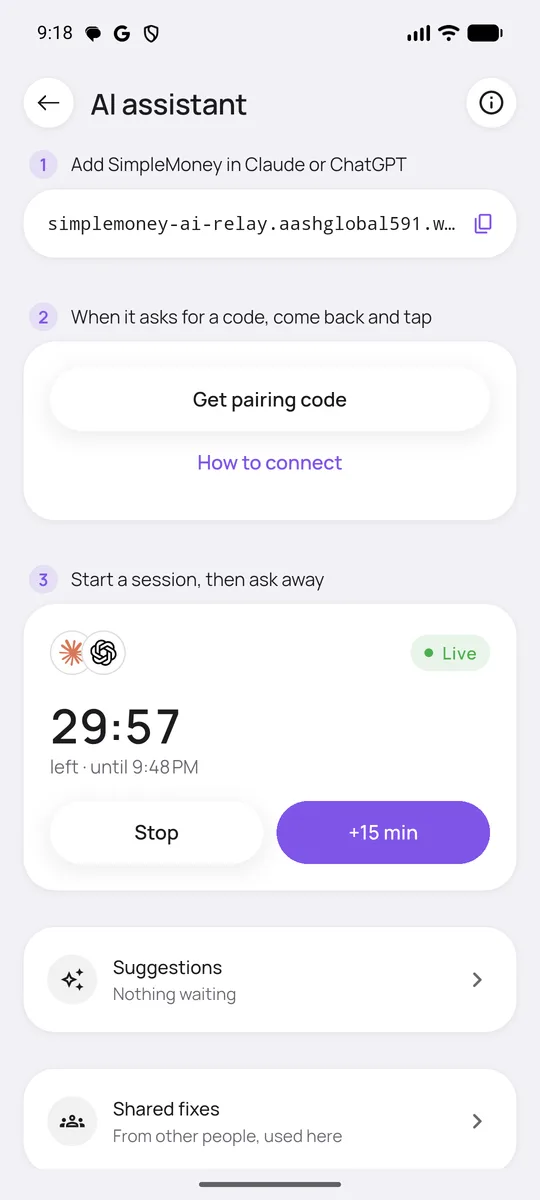 9:18
AI assistant
1 Add SimpleMoney in Claude or ChatGPT
simplemoney-ai-relay.aashglobal591.w…
2 When it asks for a code, come back and tap
Get pairing code
How to connect
3 Start a session, then ask away
Live
29:57
left · until 9:48 PM
Stop
+15 min
Suggestions
Nothing waiting
Shared fixes
From other people, used here